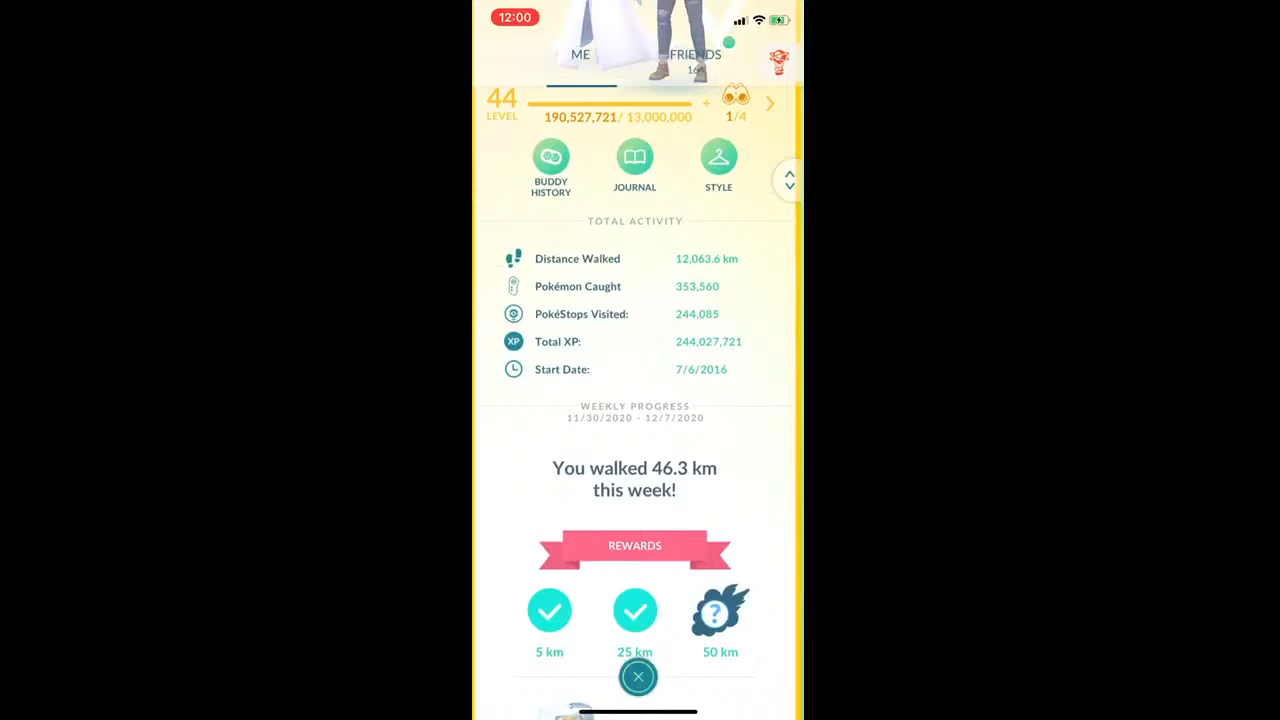 12:00
ME
FRIENDS
44
LEVEL
190,527,721/ 13,000,000
+
1/4
BUDDY
HISTORY
JOURNAL
STYLE
TOTAL ACTIVITY
Distance Walked 12,063.6 km
Pokémon Caught 353,560
PokéStops Visited: 244,085
XP Total XP: 244,027,721
Start Date: 7/6/2016
WEEKLY PROGRESS
11/30/2020 - 12/7/2020
You walked 46.3 km
this week!
REWARDS
?
5 km 25 km 50 km